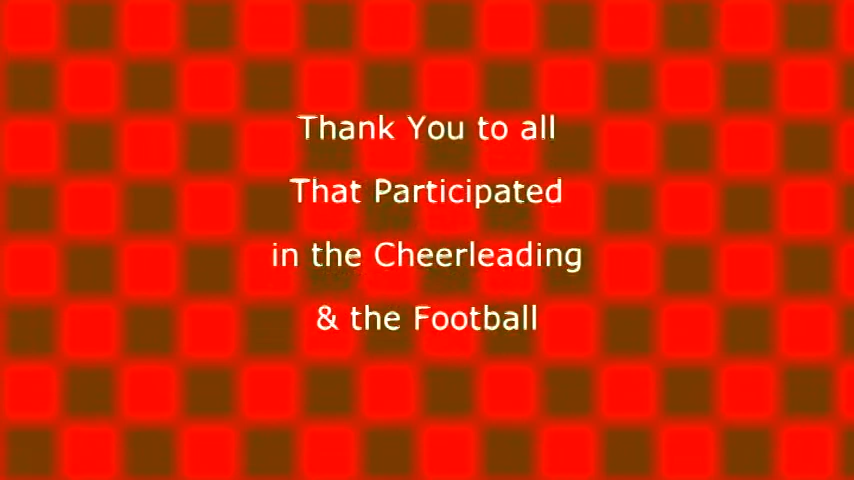 Thank You to all
That Participated
in the Cheerleading
& the Football